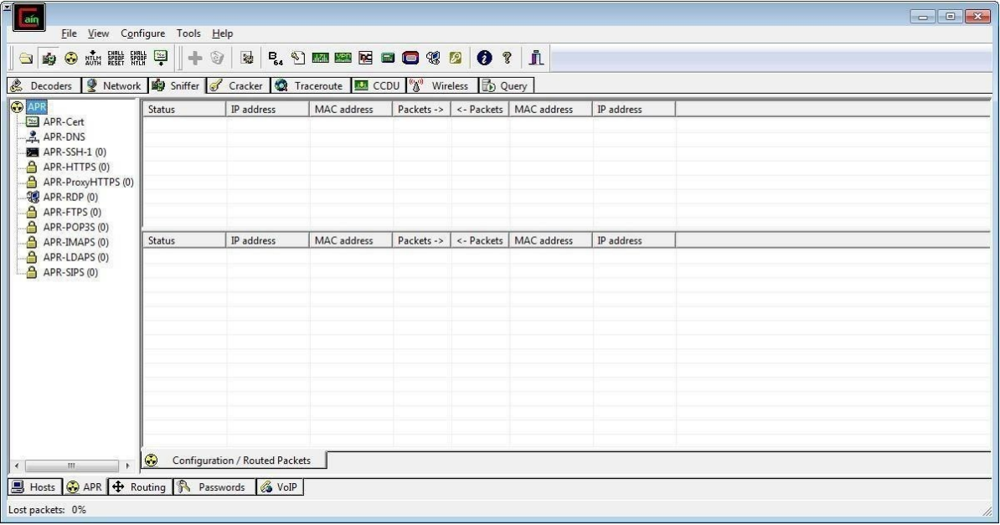 Cain
File View Configure Tools Help
NTLM AUTH CHALL SPOOF RESET CHALL SPOOF NTLM B64
Decoders Network Sniffer Cracker Traceroute CCDU Wireless Query
APR
APR-Cert
APR-DNS
APR-SSH-1 (0)
APR-HTTPS (0)
APR-ProxyHTTPS (0)
APR-RDP (0)
APR-FTPS (0)
APR-POP3S (0)
APR-IMAPS (0)
APR-LDAPS (0)
APR-SIPS (0)
Status IP address MAC address Packets -> <- Packets MAC address IP address
Status IP address MAC address Packets -> <- Packets MAC address IP address
Configuration / Routed Packets
Hosts APR Routing Passwords VoIP
Lost packets: 0%